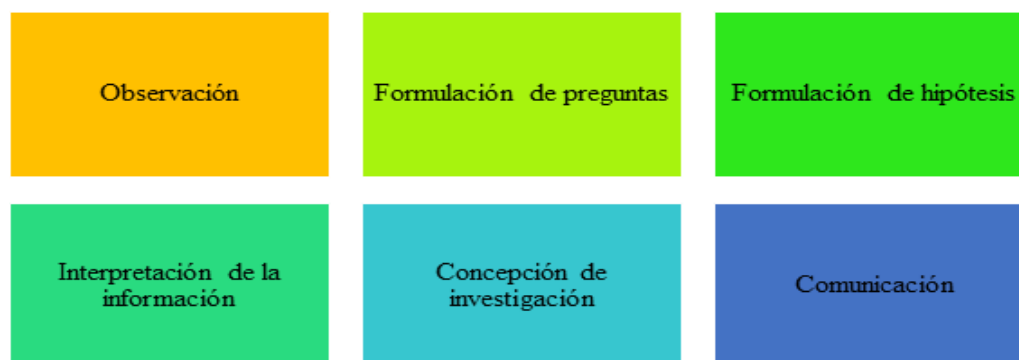 Observación
Formulación de preguntas
Formulación de hipótesis
Interpretación de la
información
Concepción de
investigación
Comunicación